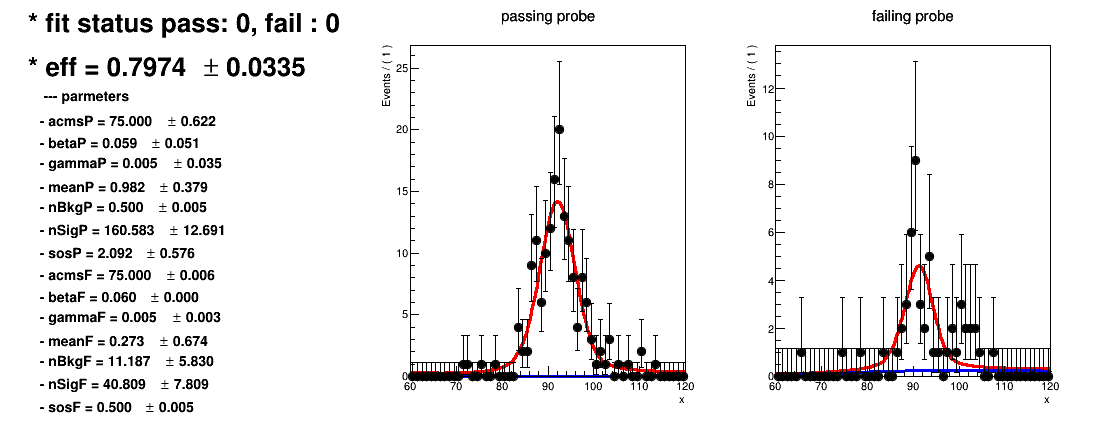 * fit status pass: 0, fail : 0
* eff = 0.7974 ± 0.0335
--- parmeters
- acmsP = 75.000 ± 0.622
- betaP = 0.059 ± 0.051
- gammaP = 0.005 ± 0.035
- meanP = 0.982 ± 0.379
- nBkgP = 0.500 ± 0.005
- nSigP = 160.583 ± 12.691
- sosP = 2.092 ± 0.576
- acmsF = 75.000 ± 0.006
- betaF = 0.060 ± 0.000
- gammaF = 0.005 ± 0.003
- meanF = 0.273 ± 0.674
- nBkgF = 11.187 ± 5.830
- nSigF = 40.809 ± 7.809
- sosF = 0.500 ± 0.005
passing probe
Events / ( 1 )
25
20
15
10
5
0
60 70 80 90 100 110 120
x
failing probe
Events / ( 1 )
12
10
8
6
4
2
0
60 70 80 90 100 110 120
x